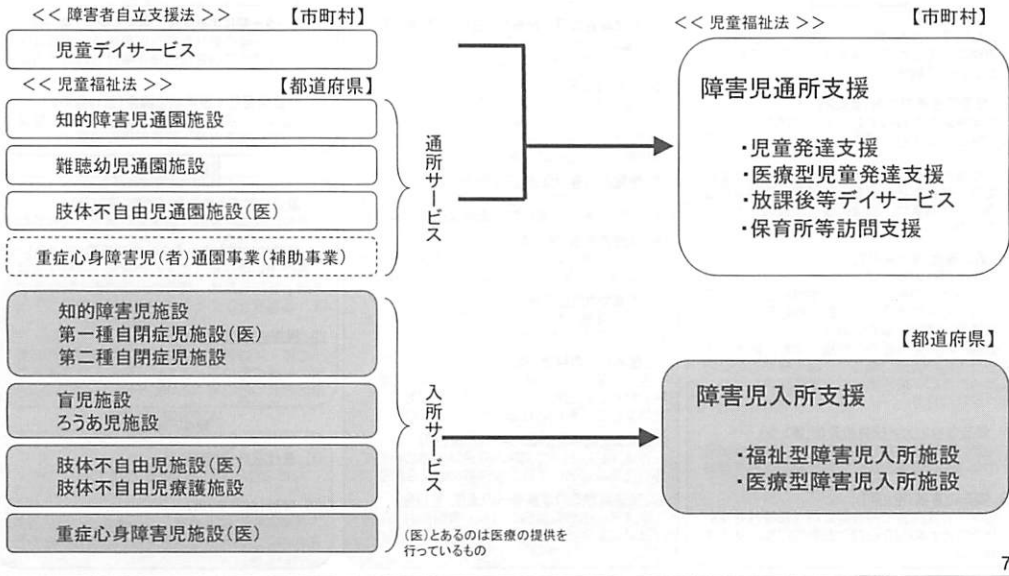 << 障害者自立支援法 >> 【市町村】
児童デイサービス
<< 児童福祉法 >> 【都道府県】
知的障害児通園施設
難聴幼児通園施設
肢体不自由児通園施設(医)
重症心身障害児(者)通園事業(補助事業)
通所サービス
知的障害児施設
第一種自閉症児施設(医)
第二種自閉症児施設
盲児施設
ろうあ児施設
肢体不自由児施設(医)
肢体不自由児療護施設
重症心身障害児施設(医)
入所サービス
(医)とあるのは医療の提供を
行っているもの
<< 児童福祉法 >> 【市町村】
障害児通所支援
・児童発達支援
・医療型児童発達支援
・放課後等デイサービス
・保育所等訪問支援
【都道府県】
障害児入所支援
・福祉型障害児入所施設
・医療型障害児入所施設
7